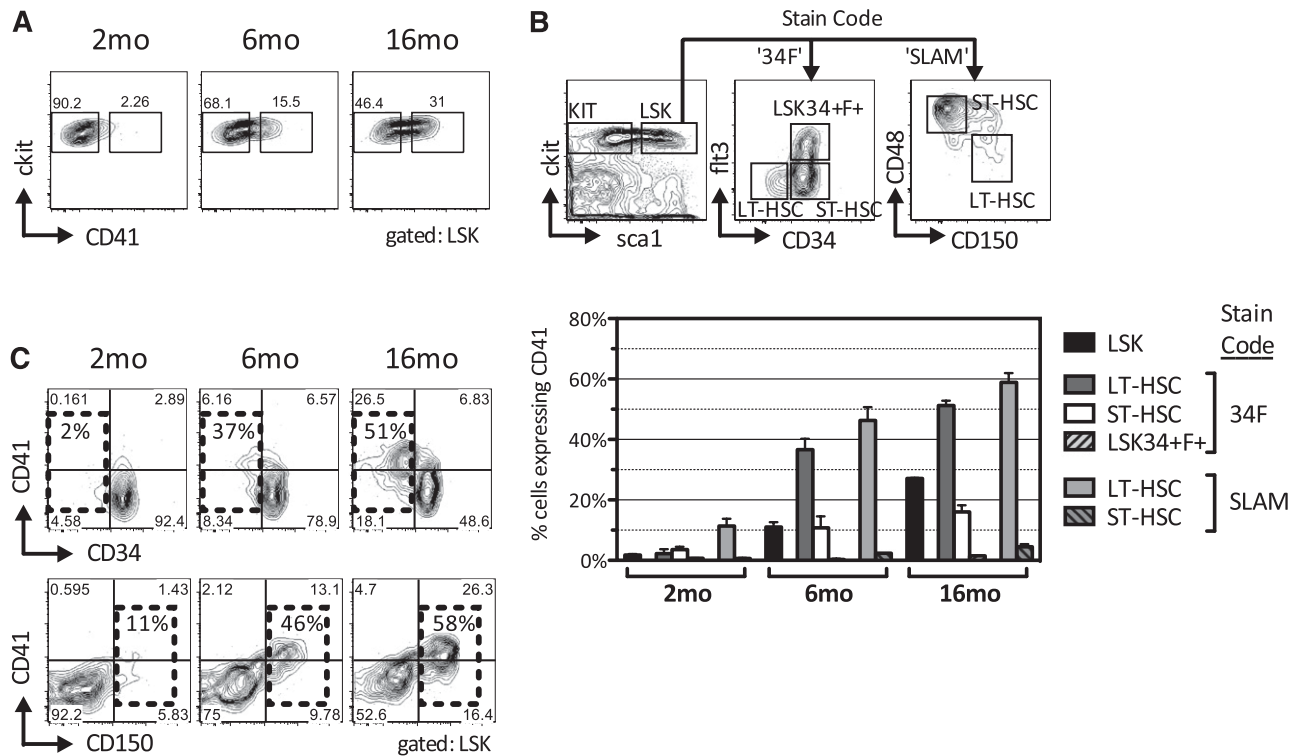 A
2mo
6mo
16mo
90.2
2.26
68.1
15.5
46.4
31
ckit
CD41
gated: LSK
B
Stain Code
'34F'
'SLAM'
KIT
LSK
ckit
sca1
LSK34+F+
flt3
LT-HSC
ST-HSC
CD34
ST-HSC
CD48
LT-HSC
CD150
C
2mo
6mo
16mo
0.161
2.89
2%
4.58
92.4
6.16
6.57
37%
8.34
78.9
26.5
6.83
51%
18.1
48.6
CD41
CD34
0.595
1.43
11%
92.2
5.83
2.12
13.1
46%
75
9.78
4.7
26.3
58%
52.6
16.4
CD41
CD150
gated: LSK
% cells expressing CD41
80%
60%
40%
20%
0%
2mo
6mo
16mo
Stain
Code
LSK
LT-HSC
ST-HSC
LSK34+F+
34F
LT-HSC
ST-HSC
SLAM